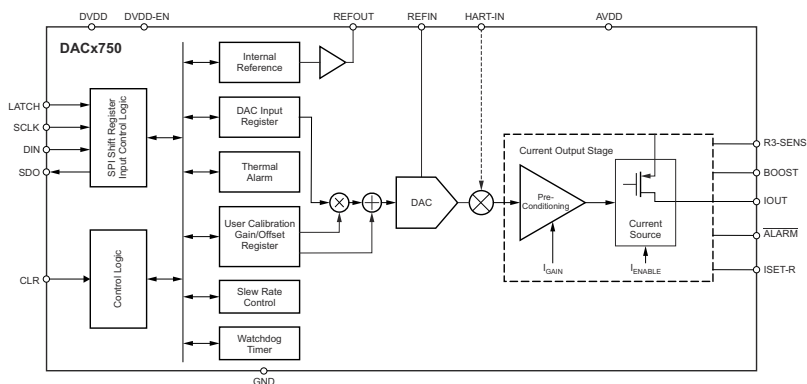 DVDD
DVDD-EN
REFOUT
REFIN
HART-IN
AVDD
DACx750
LATCH
SCLK
DIN
SDO
CLR
SPI Shift Register
Input Control Logic
Control Logic
Internal
Reference
DAC Input
Register
Thermal
Alarm
User Calibration
Gain/Offset
Register
Slew Rate
Control
Watchdog
Timer
DAC
Current Output Stage
Pre-
Conditioning
Current
Source
IGAIN
IENABLE
R3-SENS
BOOST
IOUT
ALARM
ISET-R
GND